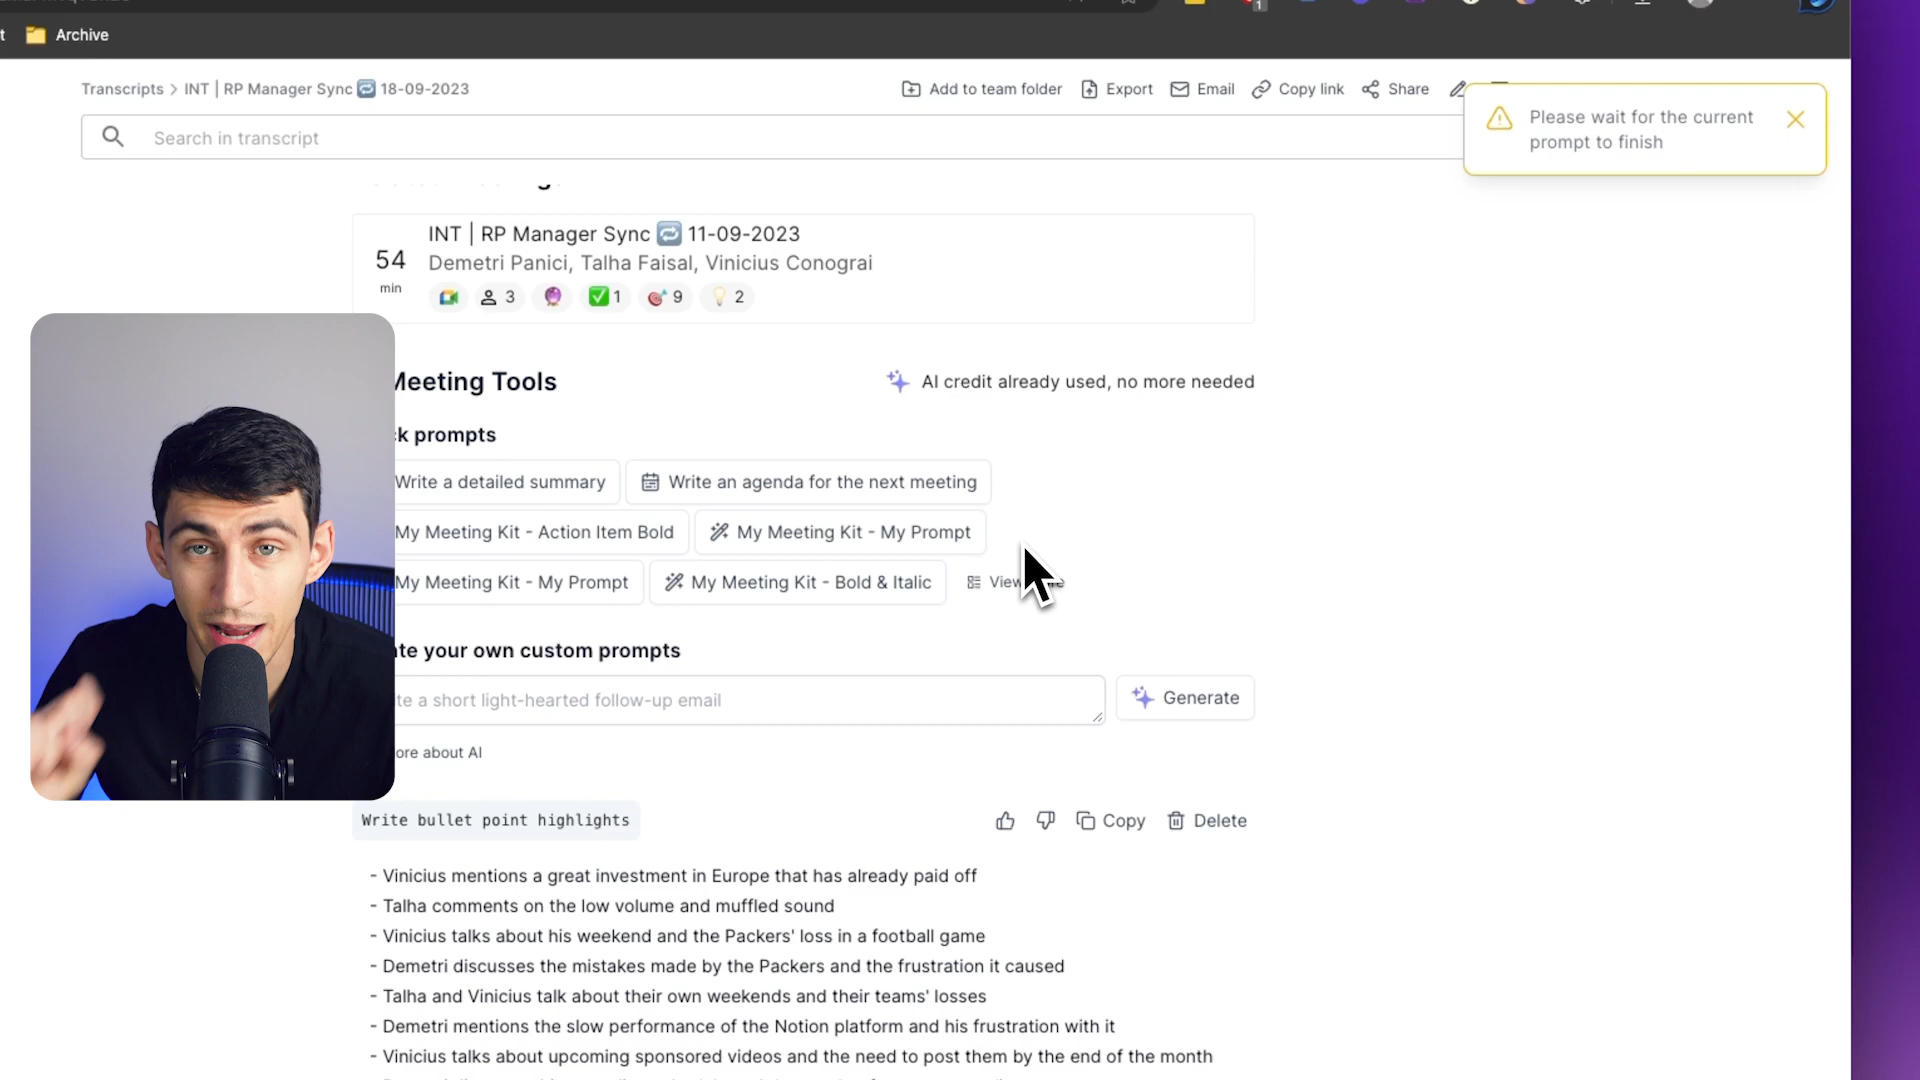 Archive
1
Transcripts > INT | RP Manager Sync 🔁 18-09-2023
Add to team folder
Export
Email
Copy link
Share
Please wait for the current
prompt to finish
Search in transcript
INT | RP Manager Sync 🔁 11-09-2023
54
min
Demetri Panici, Talha Faisal, Vinicius Conograi
3
1
9
2
Meeting Tools
AI credit already used, no more needed
prompts
Write a detailed summary
Write an agenda for the next meeting
My Meeting Kit - Action Item Bold
My Meeting Kit - My Prompt
My Meeting Kit - My Prompt
My Meeting Kit - Bold & Italic
your own custom prompts
a short light-hearted follow-up email
Generate
about AI
Write bullet point highlights
Copy
Delete
- Vinicius mentions a great investment in Europe that has already paid off
- Talha comments on the low volume and muffled sound
- Vinicius talks about his weekend and the Packers' loss in a football game
- Demetri discusses the mistakes made by the Packers and the frustration it caused
- Talha and Vinicius talk about their own weekends and their teams' losses
- Demetri mentions the slow performance of the Notion platform and his frustration with it
- Vinicius talks about upcoming sponsored videos and the need to post them by the end of the month